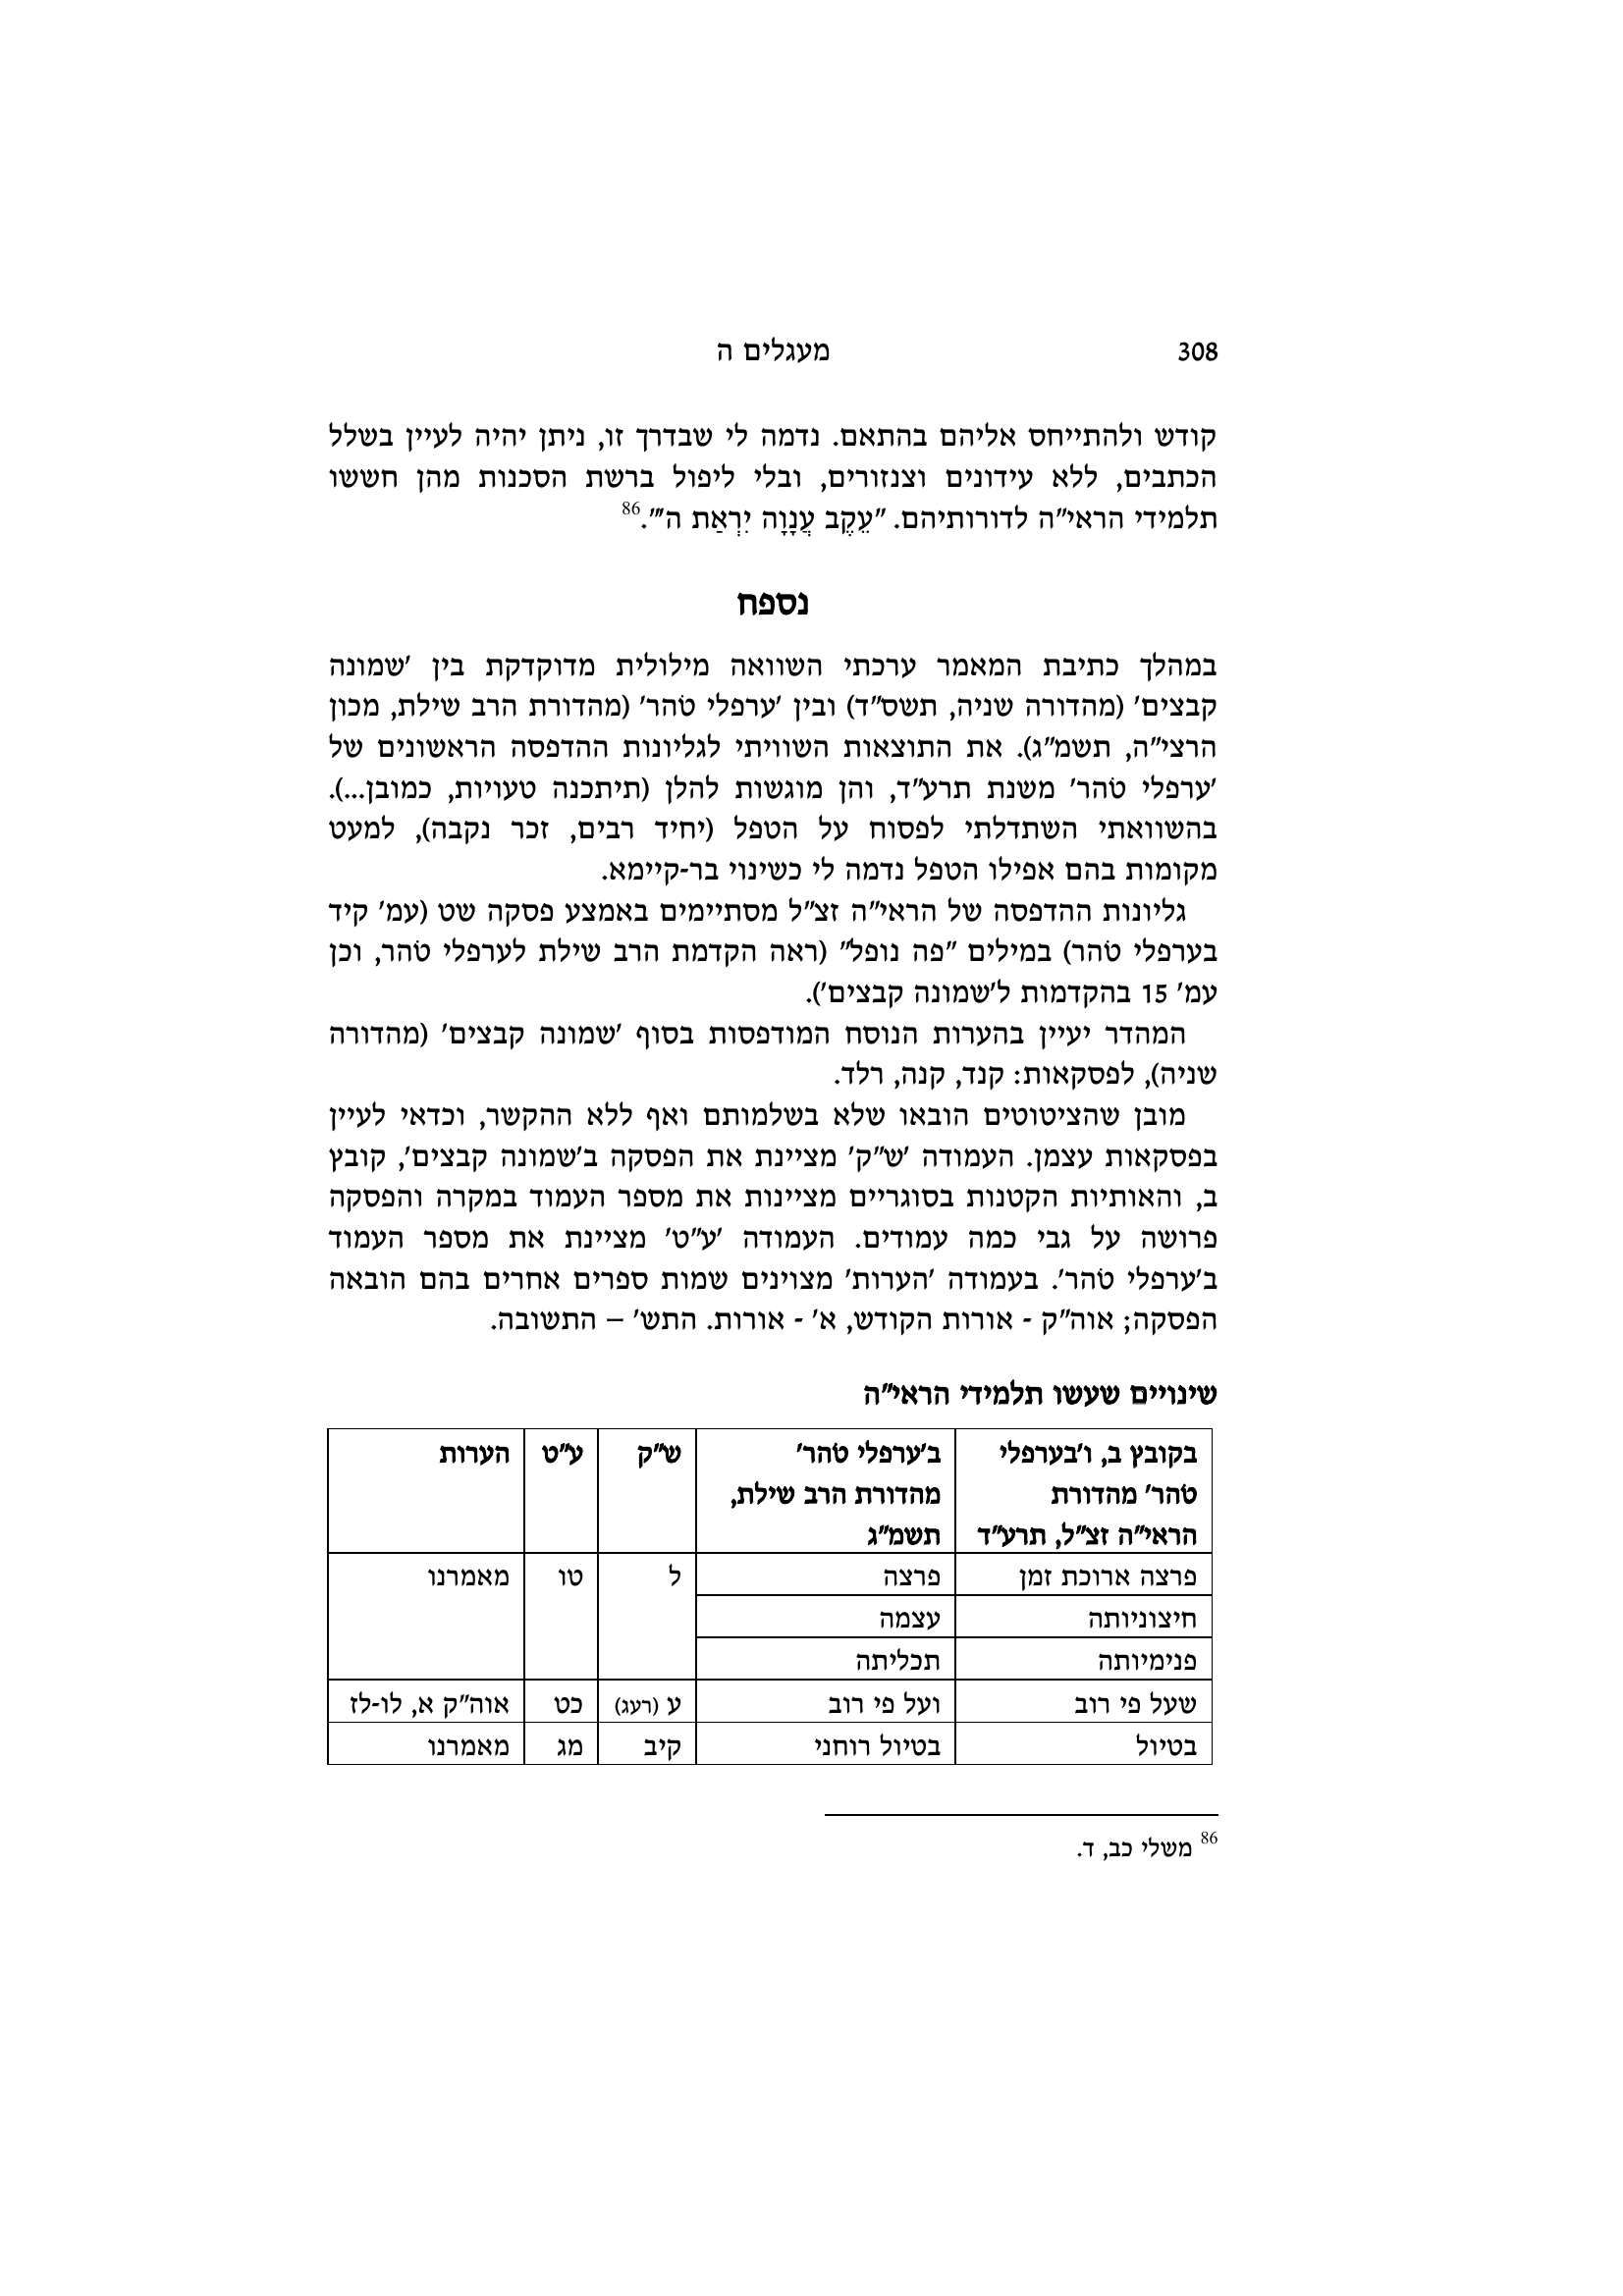 308 מעגלים ה
קודש ולהתייחס אליהם בהתאם. נדמה לי שבדרך זו, ניתן יהיה לעיין בשלל
הכתבים, ללא עידונים וצנזורים, ובלי ליפול ברשת הסכנות מהן חששו
תלמידי הראי"ה לדורותיהם. "עֵקֶב עֲנָוָה יִרְאַת ה'".86
נספח
במהלך כתיבת המאמר ערכתי השוואה מילולית מדוקדקת בין 'שמונה
קבצים' (מהדורה שניה, תשס"ד) ובין 'ערפלי טֹהר' (מהדורת הרב שילת, מכון
הרצי"ה, תשמ"ג). את התוצאות השוויתי לגליונות ההדפסה הראשונים של
'ערפלי טֹהר' משנת תרע"ד, והן מוגשות להלן (תיתכנה טעויות, כמובן...).
בהשוואתי השתדלתי לפסוח על הטפל (יחיד רבים, זכר נקבה), למעט
מקומות בהם אפילו הטפל נדמה לי כשינוי בר-קיימא.
גליונות ההדפסה של הראי"ה זצ"ל מסתיימים באמצע פסקה שט (עמ' קיד
בערפלי טֹהר) במילים "פה נופל" (ראה הקדמת הרב שילת לערפלי טֹהר, וכן
עמ' 15 בהקדמות ל'שמונה קבצים').
המהדר יעיין בהערות הנוסח המודפסות בסוף 'שמונה קבצים' (מהדורה
שניה), לפסקאות: קנד, קנה, רלד.
מובן שהציטוטים הובאו שלא בשלמותם ואף ללא ההקשר, וכדאי לעיין
בפסקאות עצמן. העמודה 'ש"ק' מציינת את הפסקה ב'שמונה קבצים', קובץ
ב, והאותיות הקטנות בסוגריים מציינות את מספר העמוד במקרה והפסקה
פרושה על גבי כמה עמודים. העמודה 'ע"ט' מציינת את מספר העמוד
ב'ערפלי טֹהר'. בעמודה 'הערות' מצוינים שמות ספרים אחרים בהם הובאה
הפסקה; אוה"ק - אורות הקודש, א' - אורות. התש' – התשובה.
שינויים שעשו תלמידי הראי"ה
בקובץ ב, ו'בערפלי ב'ערפלי טֹהר' ש"ק ע"ט הערות
טֹהר' מהדורת מהדורת הרב שילת,
הראי"ה זצ"ל, תרע"ד תשמ"ג
פרצה ארוכת זמן פרצה ל טו מאמרנו
חיצוניותה עצמה
פנימיותה תכליתה
שעל פי רוב ועל פי רוב ע (רעג) כט אוה"ק א, לו-לז
בטיול בטיול רוחני קיב מג מאמרנו
86 משלי כב, ד.